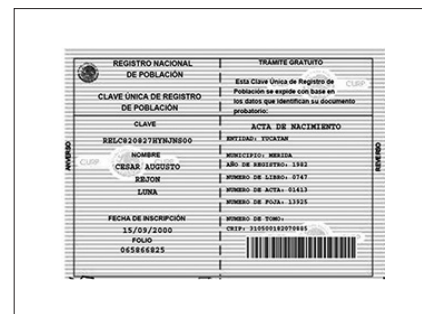 REGISTRO NACIONAL
DE POBLACIÓN
CLAVE ÚNICA DE REGISTRO
DE POBLACIÓN
CLAVE
RELC820827HYNJNS00
NOMBRE
CESAR AUGUSTO
REJON
LUNA
FECHA DE INSCRIPCIÓN
15/09/2000
FOLIO
065866825
ANVERSO
CURP
TRAMITE GRATUITO
Esta Clave Única de Registro de
Población se expide con base en
los datos que identifican su documento
probatorio:
CURP
ACTA DE NACIMIENTO
ENTIDAD: YUCATAN
MUNICIPIO: MERIDA
AÑO DE REGISTRO: 1982
NUMERO DE LIBRO: 0747
NUMERO DE ACTA: 01413
NUMERO DE FOJA: 13925
NUMERO DE TOMO:
CRIP: 310500182070885
REVERSO